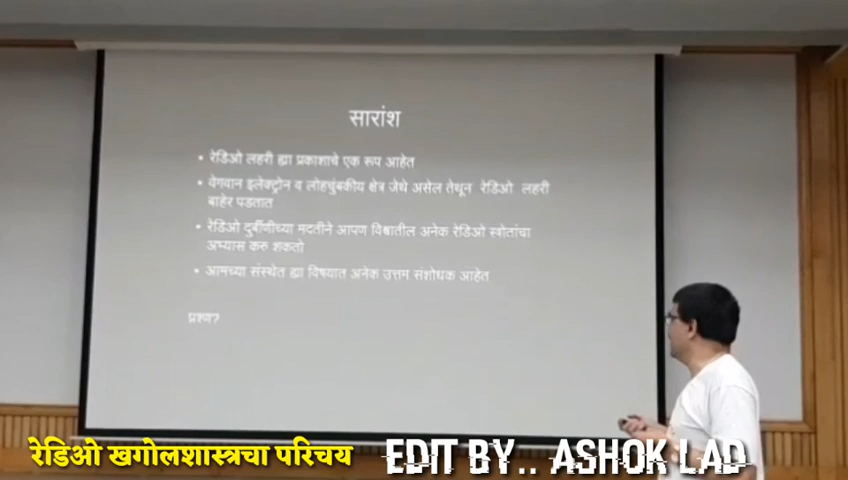 सारांश
• रेडिओ लहरी ह्या प्रकाशाचे एक रूप आहेत
• वेगवान इलेक्ट्रोन व लोहचुंबकीय क्षेत्र जेथे असेल तेथून रेडिओ लहरी
बाहेर पडतात
• रेडिओ दुर्बीणीच्या मदतीने आपण विश्वातील अनेक रेडिओ स्त्रोतांचा
अभ्यास करु शकतो
• आमच्या संस्थेत ह्या विषयात अनेक उत्तम संशोधक आहेत
प्रश्ण?
रेडिओ खगोलशास्त्रचा परिचय
EDIT BY.. ASHOK LAD